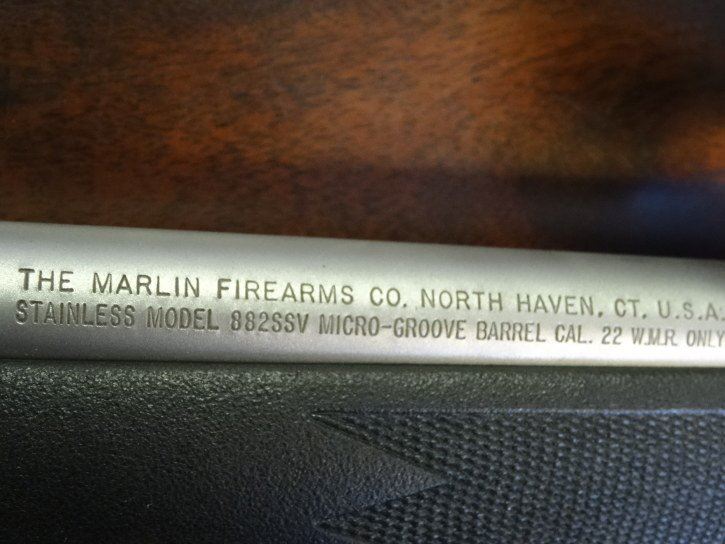 THE MARLIN FIREARMS CO. NORTH HAVEN, CT. U.S.A.
STAINLESS MODEL 882SSV MICRO-GROOVE BARREL CAL. 22 W.M.R. ONLY